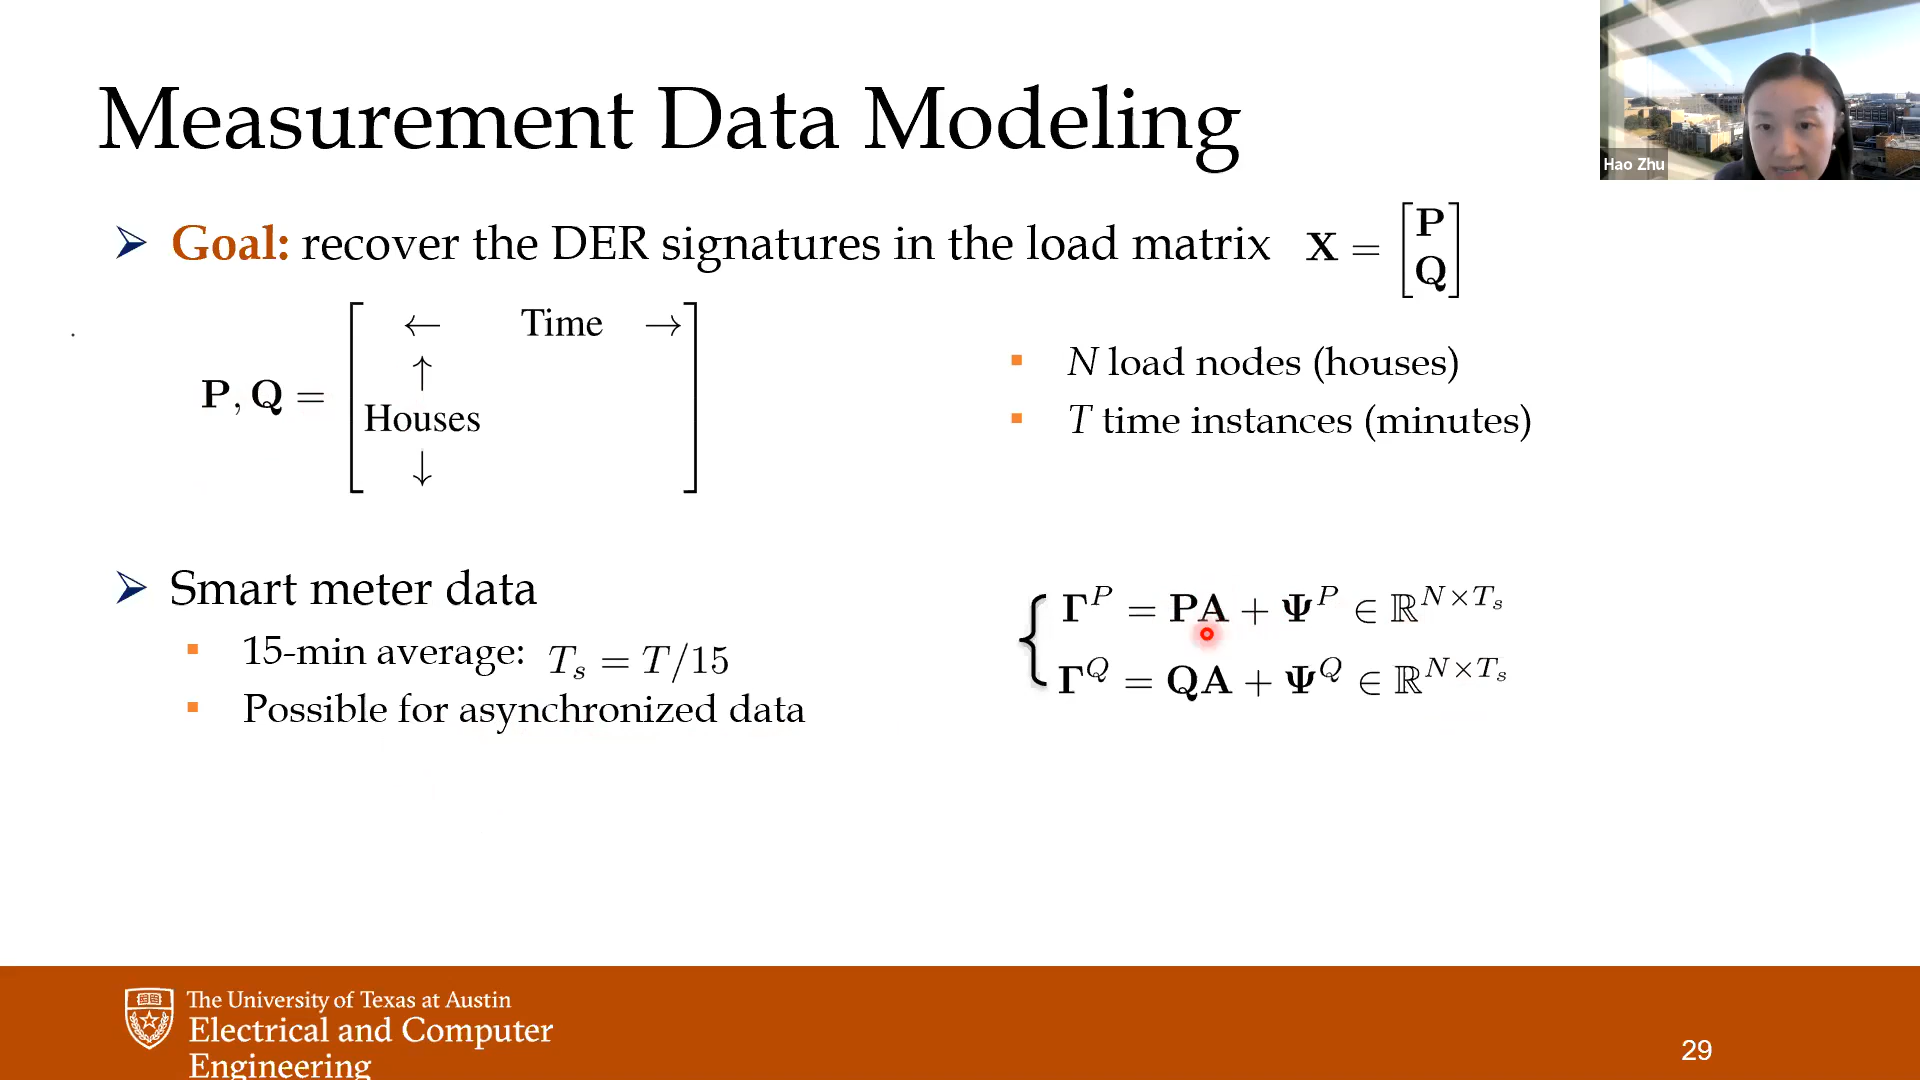 Measurement Data Modeling
Hao Zhu
➢ Goal: recover the DER signatures in the load matrix X = [P Q]
← Time →
↑
P, Q = Houses
↓
▪ N load nodes (houses)
▪ T time instances (minutes)
➢ Smart meter data
▪ 15-min average: T_s = T/15
▪ Possible for asynchronized data
Γ^P = PA + Ψ^P ∈ ℝ^{N×T_s}
Γ^Q = QA + Ψ^Q ∈ ℝ^{N×T_s}
The University of Texas at Austin
Electrical and Computer
Engineering
29